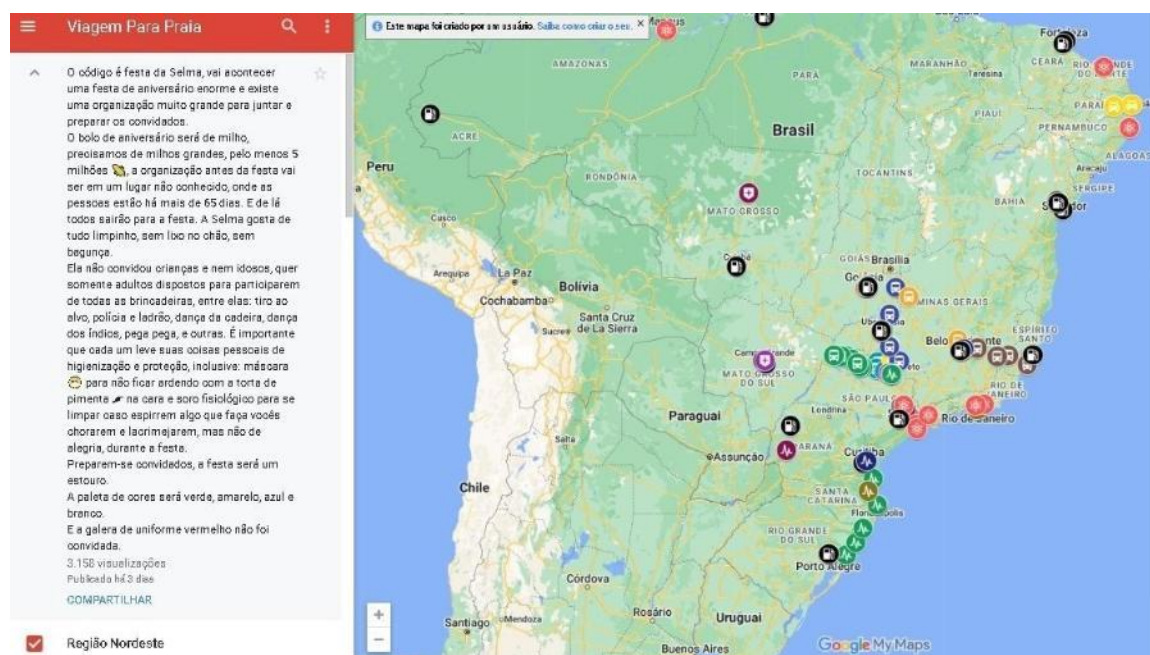 Viagem Para Praia
O código é festa da Selma, vai acontecer
uma festa de aniversário enorme e existe
uma organização muito grande para juntar e
preparar os convidados.
O bolo de aniversário será de milho,
precisamos de milhos grandes, pelo menos 5
milhões 🌽, a organização antes da festa vai
ser em um lugar não conhecido, onde as
pessoas estão há mais de 65 dias. E de lá
todos sairão para a festa. A Selma gosta de
tudo limpinho, sem lixo no chão, sem
bagunça.
Ela não convidou crianças e nem idosos, quer
somente adultos dispostos para participarem
de todas as brincadeiras, entre elas: tiro ao
alvo, polícia e ladrão, dança da cadeira, dança
dos índios, pega pega, e outras. É importante
que cada um leve suas coisas pessoais de
higienização e proteção, inclusive: máscara
para não ficar ardendo com a torta de
pimenta na cara e soro fisiológico para se
limpar caso espirrem algo que faça vocês
chorarem e lacrimejarem, mas não de
alegria, durante a festa.
Preparem-se convidados, a festa será um
estouro.
A paleta de cores será verde, amarelo, azul e
branco.
E a galera de uniforme vermelho não foi
convidada.
3.158 visualizações
Publicada há 3 dias
COMPARTILHAR
Região Nordeste
Este mapa foi criado por um usuário. Saiba como criar o seu.
AMAZONAS
PARÁ
MARANHÃO
Teresina
CEARÁ
PIAUÍ
PERNAMBUCO
ALAGOAS
Aracaju
SERGIPE
ACRE
Brasil
Peru
RONDÔNIA
TOCANTINS
BAHIA
MATO GROSSO
Cusco
GOIÁS
Brasília
Arequipa
La Paz
Bolívia
Cochabamba
MINAS GERAIS
Santa Cruz
de La Sierra
Sucre
ESPÍRITO
SANTO
MATO GROSSO
DO SUL
RIO DE
JANEIRO
SÃO PAULO
Londrina
Rio de Janeiro
Paraguai
Salta
Assunção
Curitiba
Chile
SANTA
CATARINA
Florianópolis
RIO GRANDE
DO SUL
Porto Alegre
Córdova
Rosário
Uruguai
Santiago
Mendoza
Buenos Aires
Google My Maps